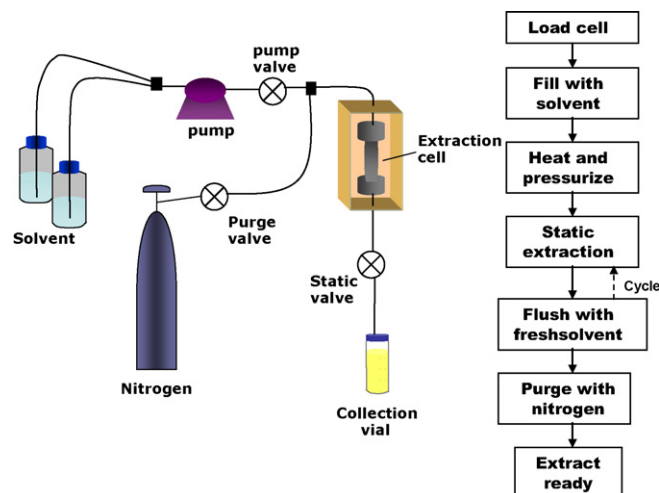 pump
valve
pump
Extraction
cell
Solvent
Purge
valve
Static
valve
Nitrogen
Collection
vial
Load cell
Fill with
solvent
Heat and
pressurize
Static
extraction
Cycle
Flush with
freshsolvent
Purge with
nitrogen
Extract
ready